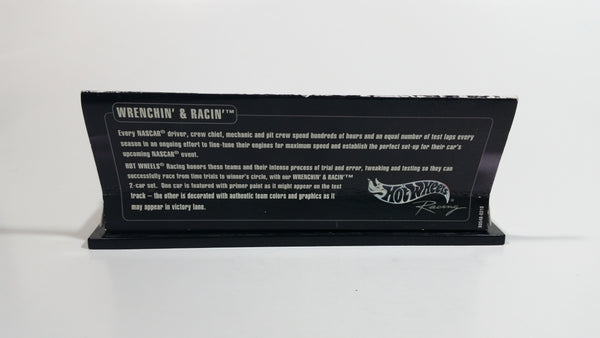 WRENCHIN' & RACIN'™
Every NASCAR® driver, crew chief, mechanic and pit crew spend hundreds of hours and an equal number of test laps every
season in an ongoing effort to fine-tune their engines for maximum speed and establish the perfect set-up for their car's
upcoming NASCAR® event.
HOT WHEELS® Racing honors these teams and their intense process of trial and error, tweaking and testing so they can
successfully race from time trials to winner's circle, with our WRENCHIN' & RACIN'™
2-car set. One car is featured with primer paint as it might appear on the test
track – the other is decorated with authentic team colors and graphics as it
may appear in victory lane.
Hot Wheels®
Racing